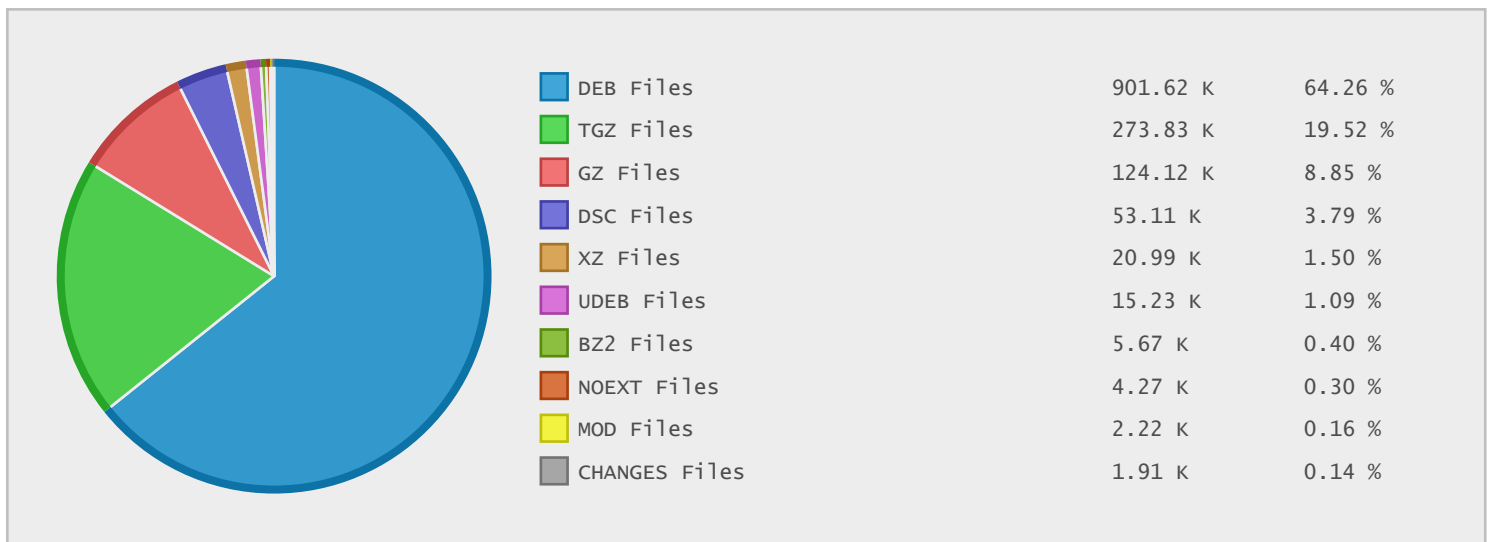 DEB Files 901.62 K 64.26 %
TGZ Files 273.83 K 19.52 %
GZ Files 124.12 K 8.85 %
DSC Files 53.11 K 3.79 %
XZ Files 20.99 K 1.50 %
UDEB Files 15.23 K 1.09 %
BZ2 Files 5.67 K 0.40 %
NOEXT Files 4.27 K 0.30 %
MOD Files 2.22 K 0.16 %
CHANGES Files 1.91 K 0.14 %